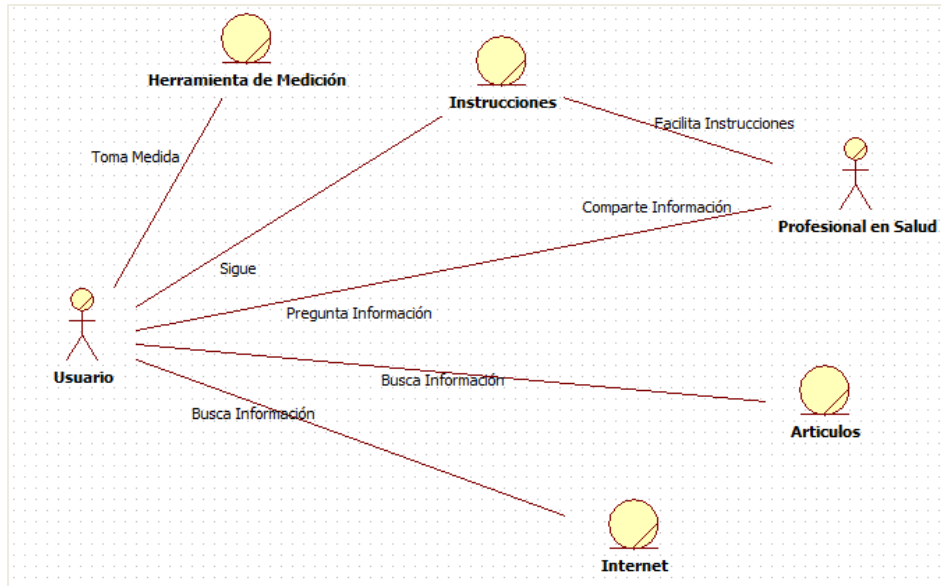 Herramienta de Medición
Instrucciones
Facilita Instrucciones
Toma Medida
Comparte Información
Profesional en Salud
Sigue
Pregunta Información
Usuario
Busca Información
Busca Información
Articulos
Internet